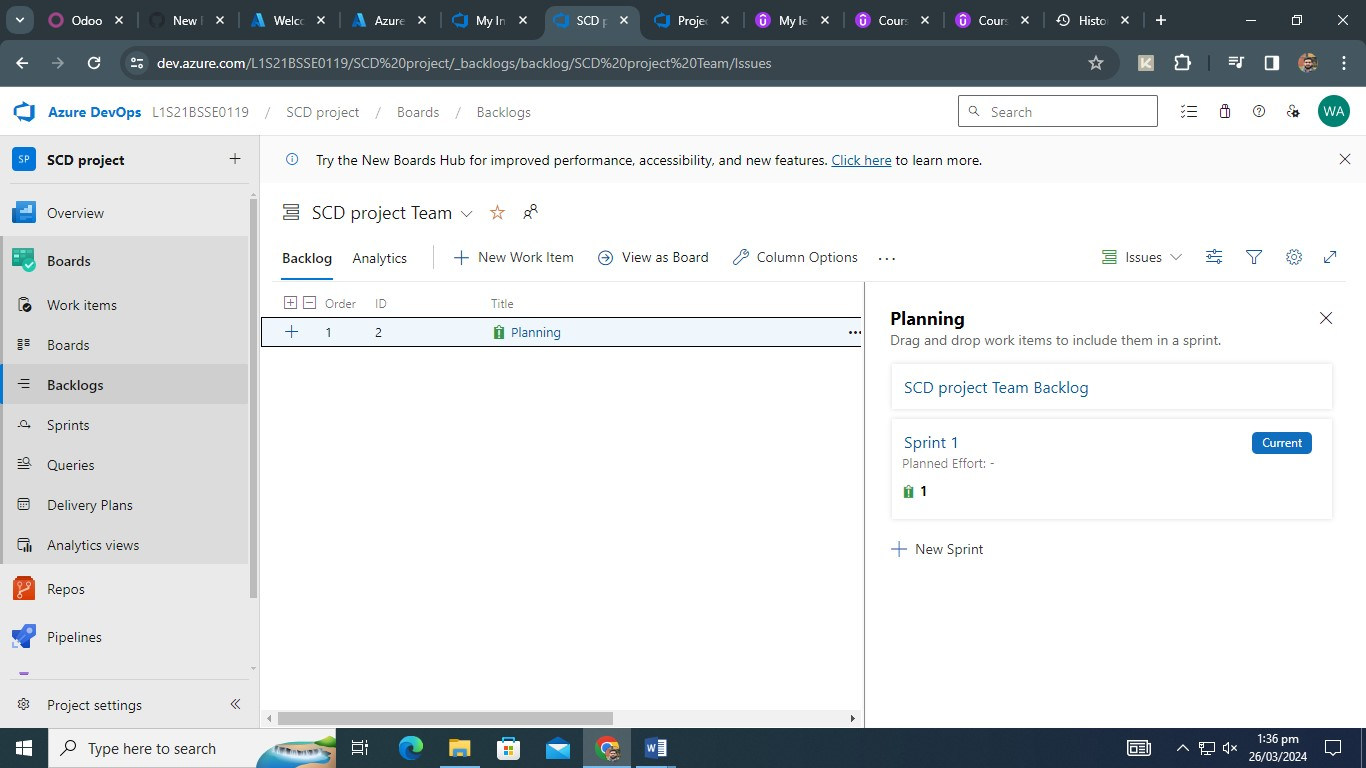 Odoo
New
Welco
Azure
My In
SCD p
Projec
My le
Cours
Cours
Histo
dev.azure.com/L1S21BSSE0119/SCD%20project/_backlogs/backlog/SCD%20project%20Team/Issues
Azure DevOps L1S21BSSE0119 / SCD project / Boards / Backlogs
Search
WA
SP SCD project
Try the New Boards Hub for improved performance, accessibility, and new features. Click here to learn more.
Overview
Boards
Work items
Boards
Backlogs
Sprints
Queries
Delivery Plans
Analytics views
Repos
Pipelines
Project settings
SCD project Team
Backlog Analytics New Work Item View as Board Column Options ...
Issues
Order ID Title
1 2 Planning ...
Planning
Drag and drop work items to include them in a sprint.
SCD project Team Backlog
Sprint 1 Current
Planned Effort: -
1
New Sprint
Type here to search
1:36 pm
26/03/2024